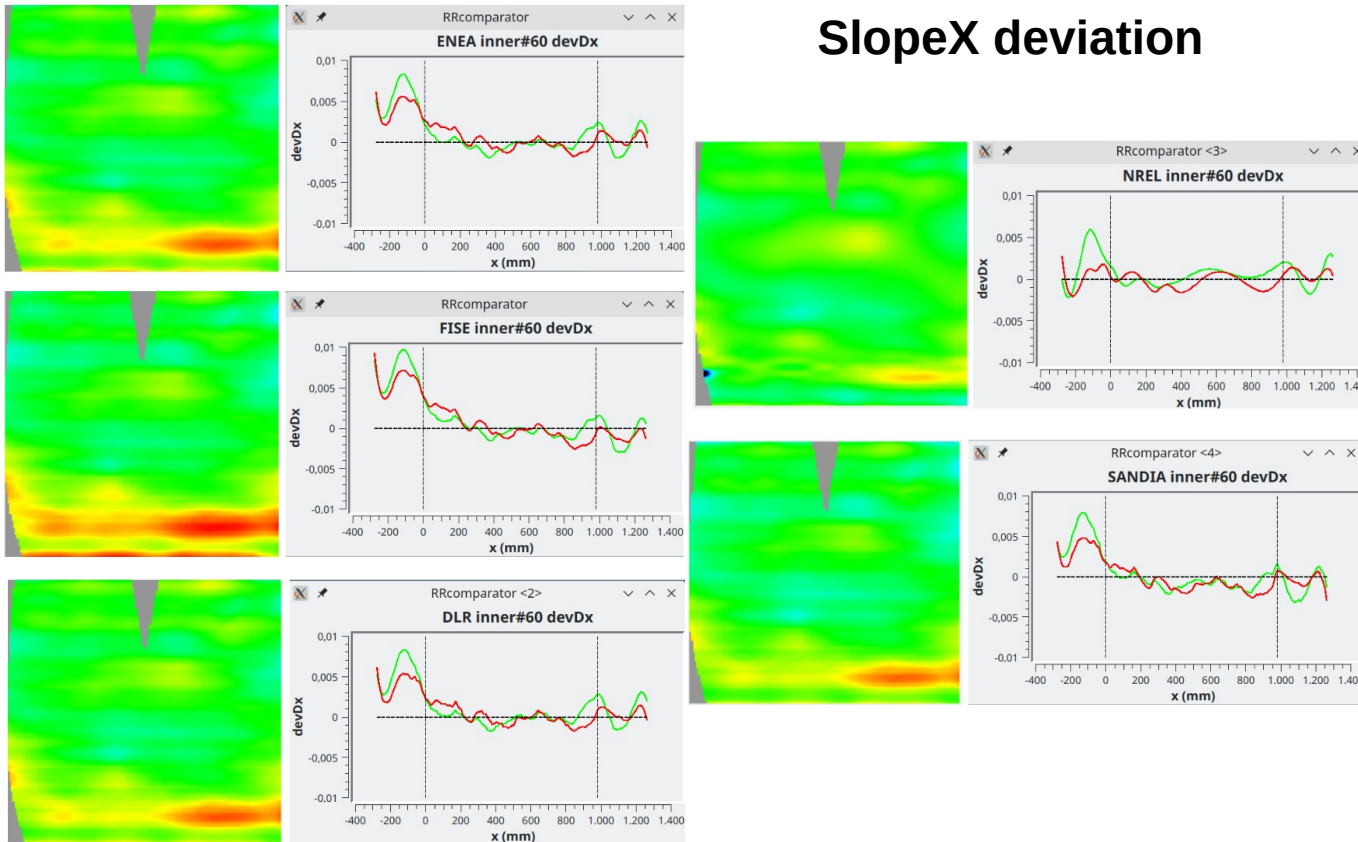 SlopeX deviation
RRcomparator
ENEA inner#60 devDx
0,01
0,005
0
-0,005
-0,01
devDx
-400 -200 0 200 400 600 800 1.000 1.200 1.400
x (mm)
RRcomparator
FISE inner#60 devDx
0,01
0,005
0
-0,005
-0,01
devDx
-400 -200 0 200 400 600 800 1.000 1.200 1.400
x (mm)
RRcomparator <2>
DLR inner#60 devDx
0,01
0,005
0
-0,005
-0,01
devDx
-400 -200 0 200 400 600 800 1.000 1.200 1.400
x (mm)
RRcomparator <3>
NREL inner#60 devDx
0,01
0,005
0
-0,005
-0,01
devDx
-400 -200 0 200 400 600 800 1.000 1.200 1.400
x (mm)
RRcomparator <4>
SANDIA inner#60 devDx
0,01
0,005
0
-0,005
-0,01
devDx
-400 -200 0 200 400 600 800 1.000 1.200 1.400
x (mm)